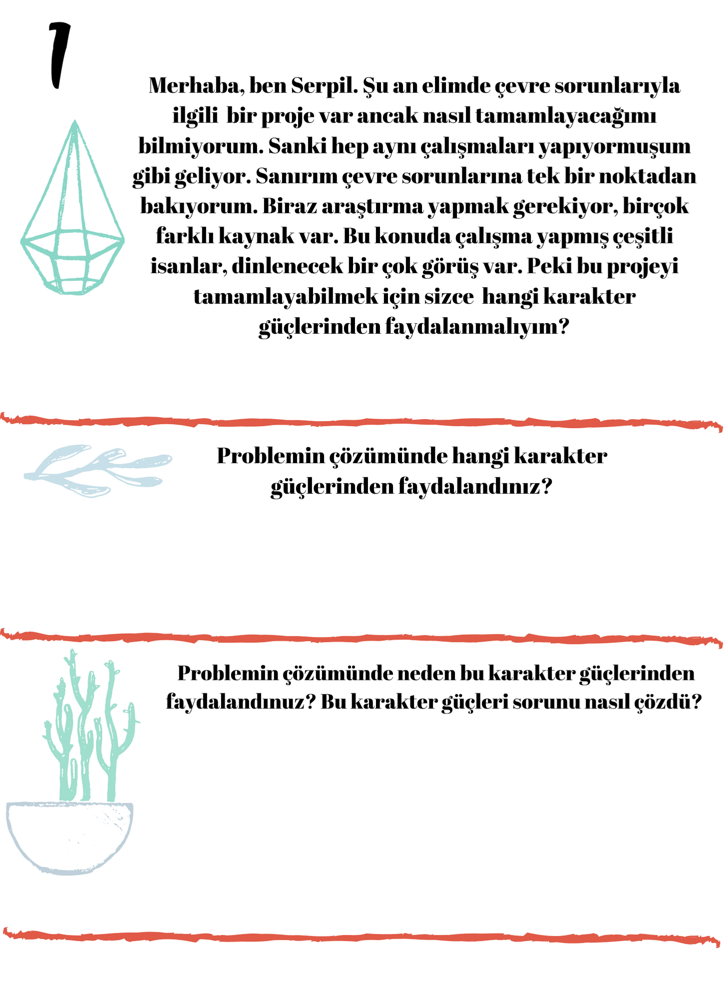 1
Merhaba, ben Serpil. Şu an elimde çevre sorunlarıyla
ilgili  bir proje var ancak nasıl tamamlayacağımı
bilmiyorum. Sanki hep aynı çalışmaları yapıyormuşum
gibi geliyor. Sanırım çevre sorunlarına tek bir noktadan
bakıyorum. Biraz araştırma yapmak gerekiyor, birçok
farklı kaynak var. Bu konuda çalışma yapmış çeşitli
isanlar, dinlenecek bir çok görüş var. Peki bu projeyi
tamamlayabilmek için sizce  hangi karakter
güçlerinden faydalanmalıyım?
Problemin çözümünde hangi karakter
güçlerinden faydalandınız?
Problemin çözümünde neden bu karakter güçlerinden
faydalandınuz? Bu karakter güçleri sorunu nasıl çözdü?